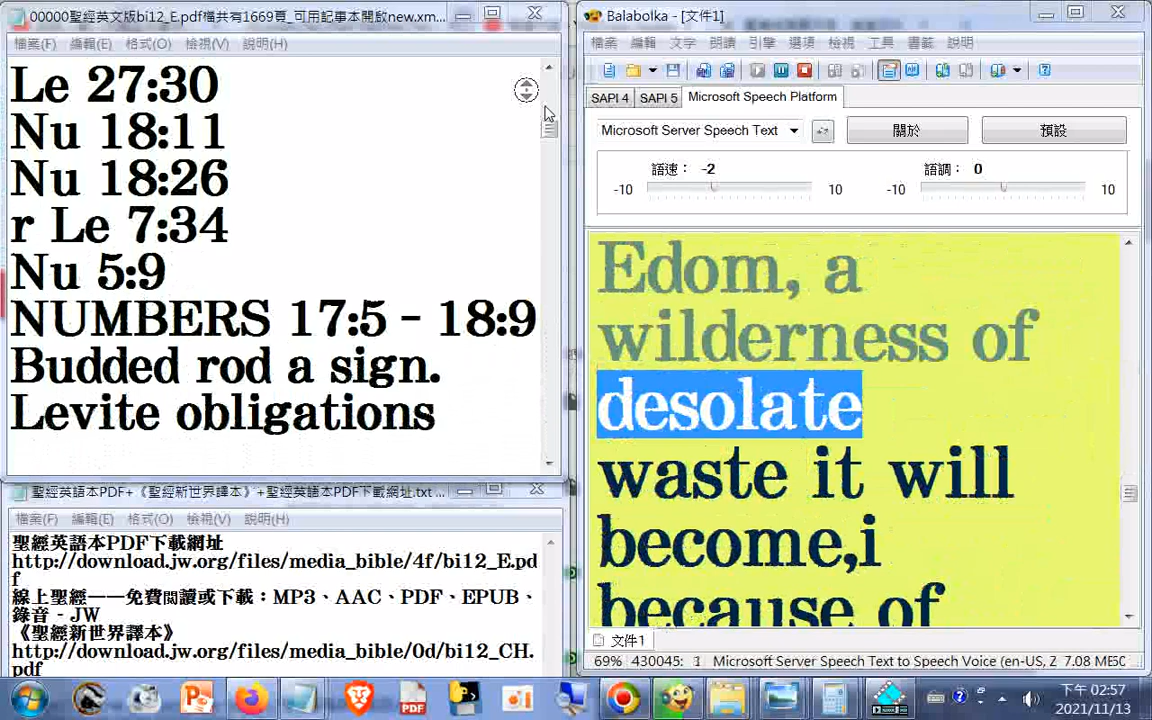 00000聖經英文版bi12_E.pdf檔共有1669頁_可用記事本開啟new.xm...
檔案(F) 編輯(E) 格式(O) 檢視(V) 說明(H)
Le 27:30
Nu 18:11
Nu 18:26
r Le 7:34
Nu 5:9
NUMBERS 17:5 - 18:9
Budded rod a sign.
Levite obligations
聖經英語本PDF+《聖經新世界譯本》+聖經英語本PDF下載網址.txt ...
檔案(F) 編輯(E) 格式(O) 檢視(V) 說明(H)
聖經英語本PDF下載網址
http://download.jw.org/files/media_bible/4f/bi12_E.pd
f
線上聖經——免費閱讀或下載：MP3、AAC、PDF、EPUB、
錄音 - JW
《聖經新世界譯本》
http://download.jw.org/files/media_bible/0d/bi12_CH.
pdf
Balabolka - [文件1]
檔案 編輯 文字 朗讀 引擎 選項 檢視 工具 書籤 說明
SAPI 4 SAPI 5 Microsoft Speech Platform
Microsoft Server Speech Text 關於 預設
語速： -2 語調： 0
-10 10 -10 10
Edom, a
wilderness of
desolate
waste it will
become,i
because of
文件1
69% 430045: 1 Microsoft Server Speech Text to Speech Voice (en-US, Z 7.08 ME50
下午 02:57
2021/11/13